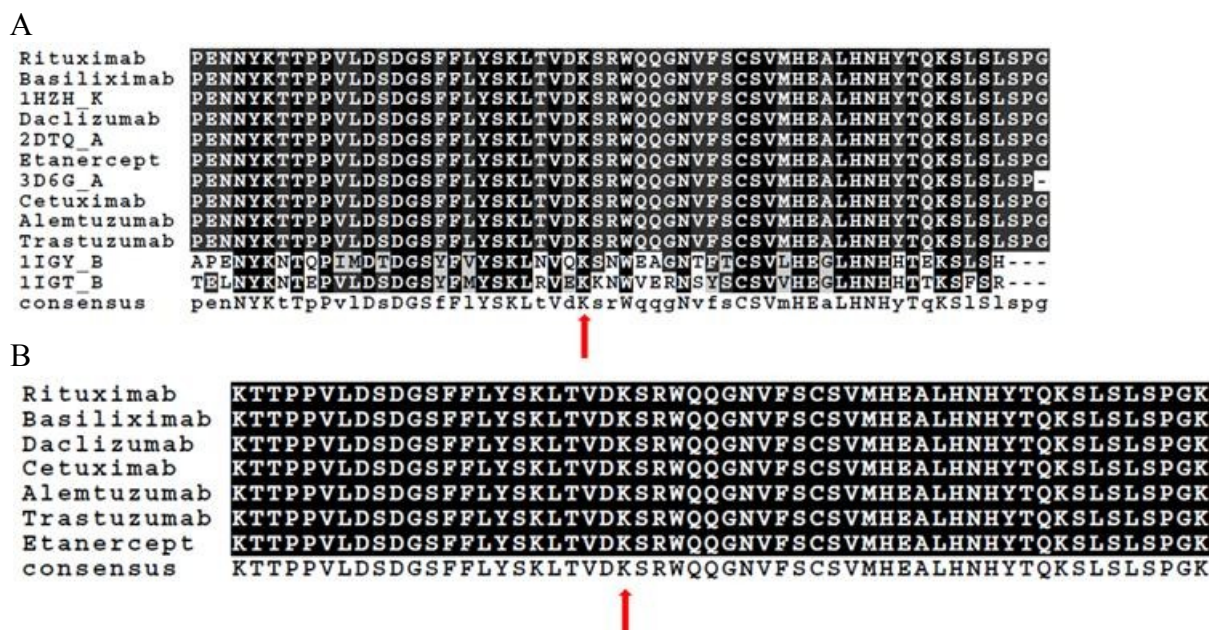 A
Rituximab PENNYKTTPPVLDSDGSFFLYSKLTVDKSRWQQGNVFSCSVMHEALHNHYTQKSLSLSPG
Basiliximab PENNYKTTPPVLDSDGSFFLYSKLTVDKSRWQQGNVFSCSVMHEALHNHYTQKSLSLSPG
1HZH_K PENNYKTTPPVLDSDGSFFLYSKLTVDKSRWQQGNVFSCSVMHEALHNHYTQKSLSLSPG
Daclizumab PENNYKTTPPVLDSDGSFFLYSKLTVDKSRWQQGNVFSCSVMHEALHNHYTQKSLSLSPG
2DTQ_A PENNYKTTPPVLDSDGSFFLYSKLTVDKSRWQQGNVFSCSVMHEALHNHYTQKSLSLSPG
Etanercept PENNYKTTPPVLDSDGSFFLYSKLTVDKSRWQQGNVFSCSVMHEALHNHYTQKSLSLSPG
3D6G_A PENNYKTTPPVLDSDGSFFLYSKLTVDKSRWQQGNVFSCSVMHEALHNHYTQKSLSLSP-
Cetuximab PENNYKTTPPVLDSDGSFFLYSKLTVDKSRWQQGNVFSCSVMHEALHNHYTQKSLSLSPG
Alemtuzumab PENNYKTTPPVLDSDGSFFLYSKLTVDKSRWQQGNVFSCSVMHEALHNHYTQKSLSLSPG
Trastuzumab PENNYKTTPPVLDSDGSFFLYSKLTVDKSRWQQGNVFSCSVMHEALHNHYTQKSLSLSPG
1IGY_B APENYKNTQPIMDTDGSYFVYSKLNVQKSNWEAGNTFTCSVLHEGLHNHHTEKSLSH---
1IGT_B TELNYKNTEPVLDSDGSYFMYSKLRVEKKNWVERNSYSCSVVHEGLHNHHTTKSFSR---
consensus penNYKtTpPvlDsDGSfFlYSKLtVdKsrWqqgNvfsCSVmHEaLHNHyTqKSlSlspg
B
Rituximab KTTPPVLDSDGSFFLYSKLTVDKSRWQQGNVFSCSVMHEALHNHYTQKSLSLSPGK
Basiliximab KTTPPVLDSDGSFFLYSKLTVDKSRWQQGNVFSCSVMHEALHNHYTQKSLSLSPGK
Daclizumab KTTPPVLDSDGSFFLYSKLTVDKSRWQQGNVFSCSVMHEALHNHYTQKSLSLSPGK
Cetuximab KTTPPVLDSDGSFFLYSKLTVDKSRWQQGNVFSCSVMHEALHNHYTQKSLSLSPGK
Alemtuzumab KTTPPVLDSDGSFFLYSKLTVDKSRWQQGNVFSCSVMHEALHNHYTQKSLSLSPGK
Trastuzumab KTTPPVLDSDGSFFLYSKLTVDKSRWQQGNVFSCSVMHEALHNHYTQKSLSLSPGK
Etanercept KTTPPVLDSDGSFFLYSKLTVDKSRWQQGNVFSCSVMHEALHNHYTQKSLSLSPGK
consensus KTTPPVLDSDGSFFLYSKLTVDKSRWQQGNVFSCSVMHEALHNHYTQKSLSLSPGK